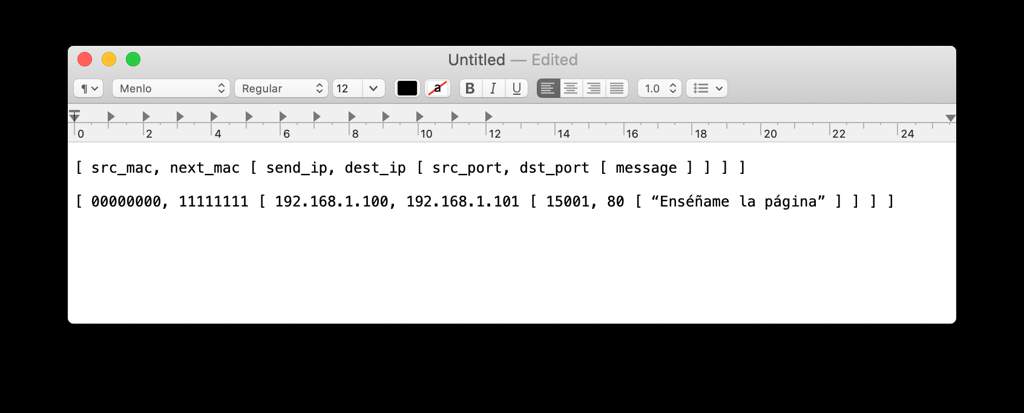 Untitled — Edited
¶ Menlo Regular 12 a B I U 1.0
0 2 4 6 8 10 12 14 16 18 20 22 24
[ src_mac, next_mac [ send_ip, dest_ip [ src_port, dst_port [ message ] ] ] ]
[ 00000000, 11111111 [ 192.168.1.100, 192.168.1.101 [ 15001, 80 [ “Enséñame la página” ] ] ] ]